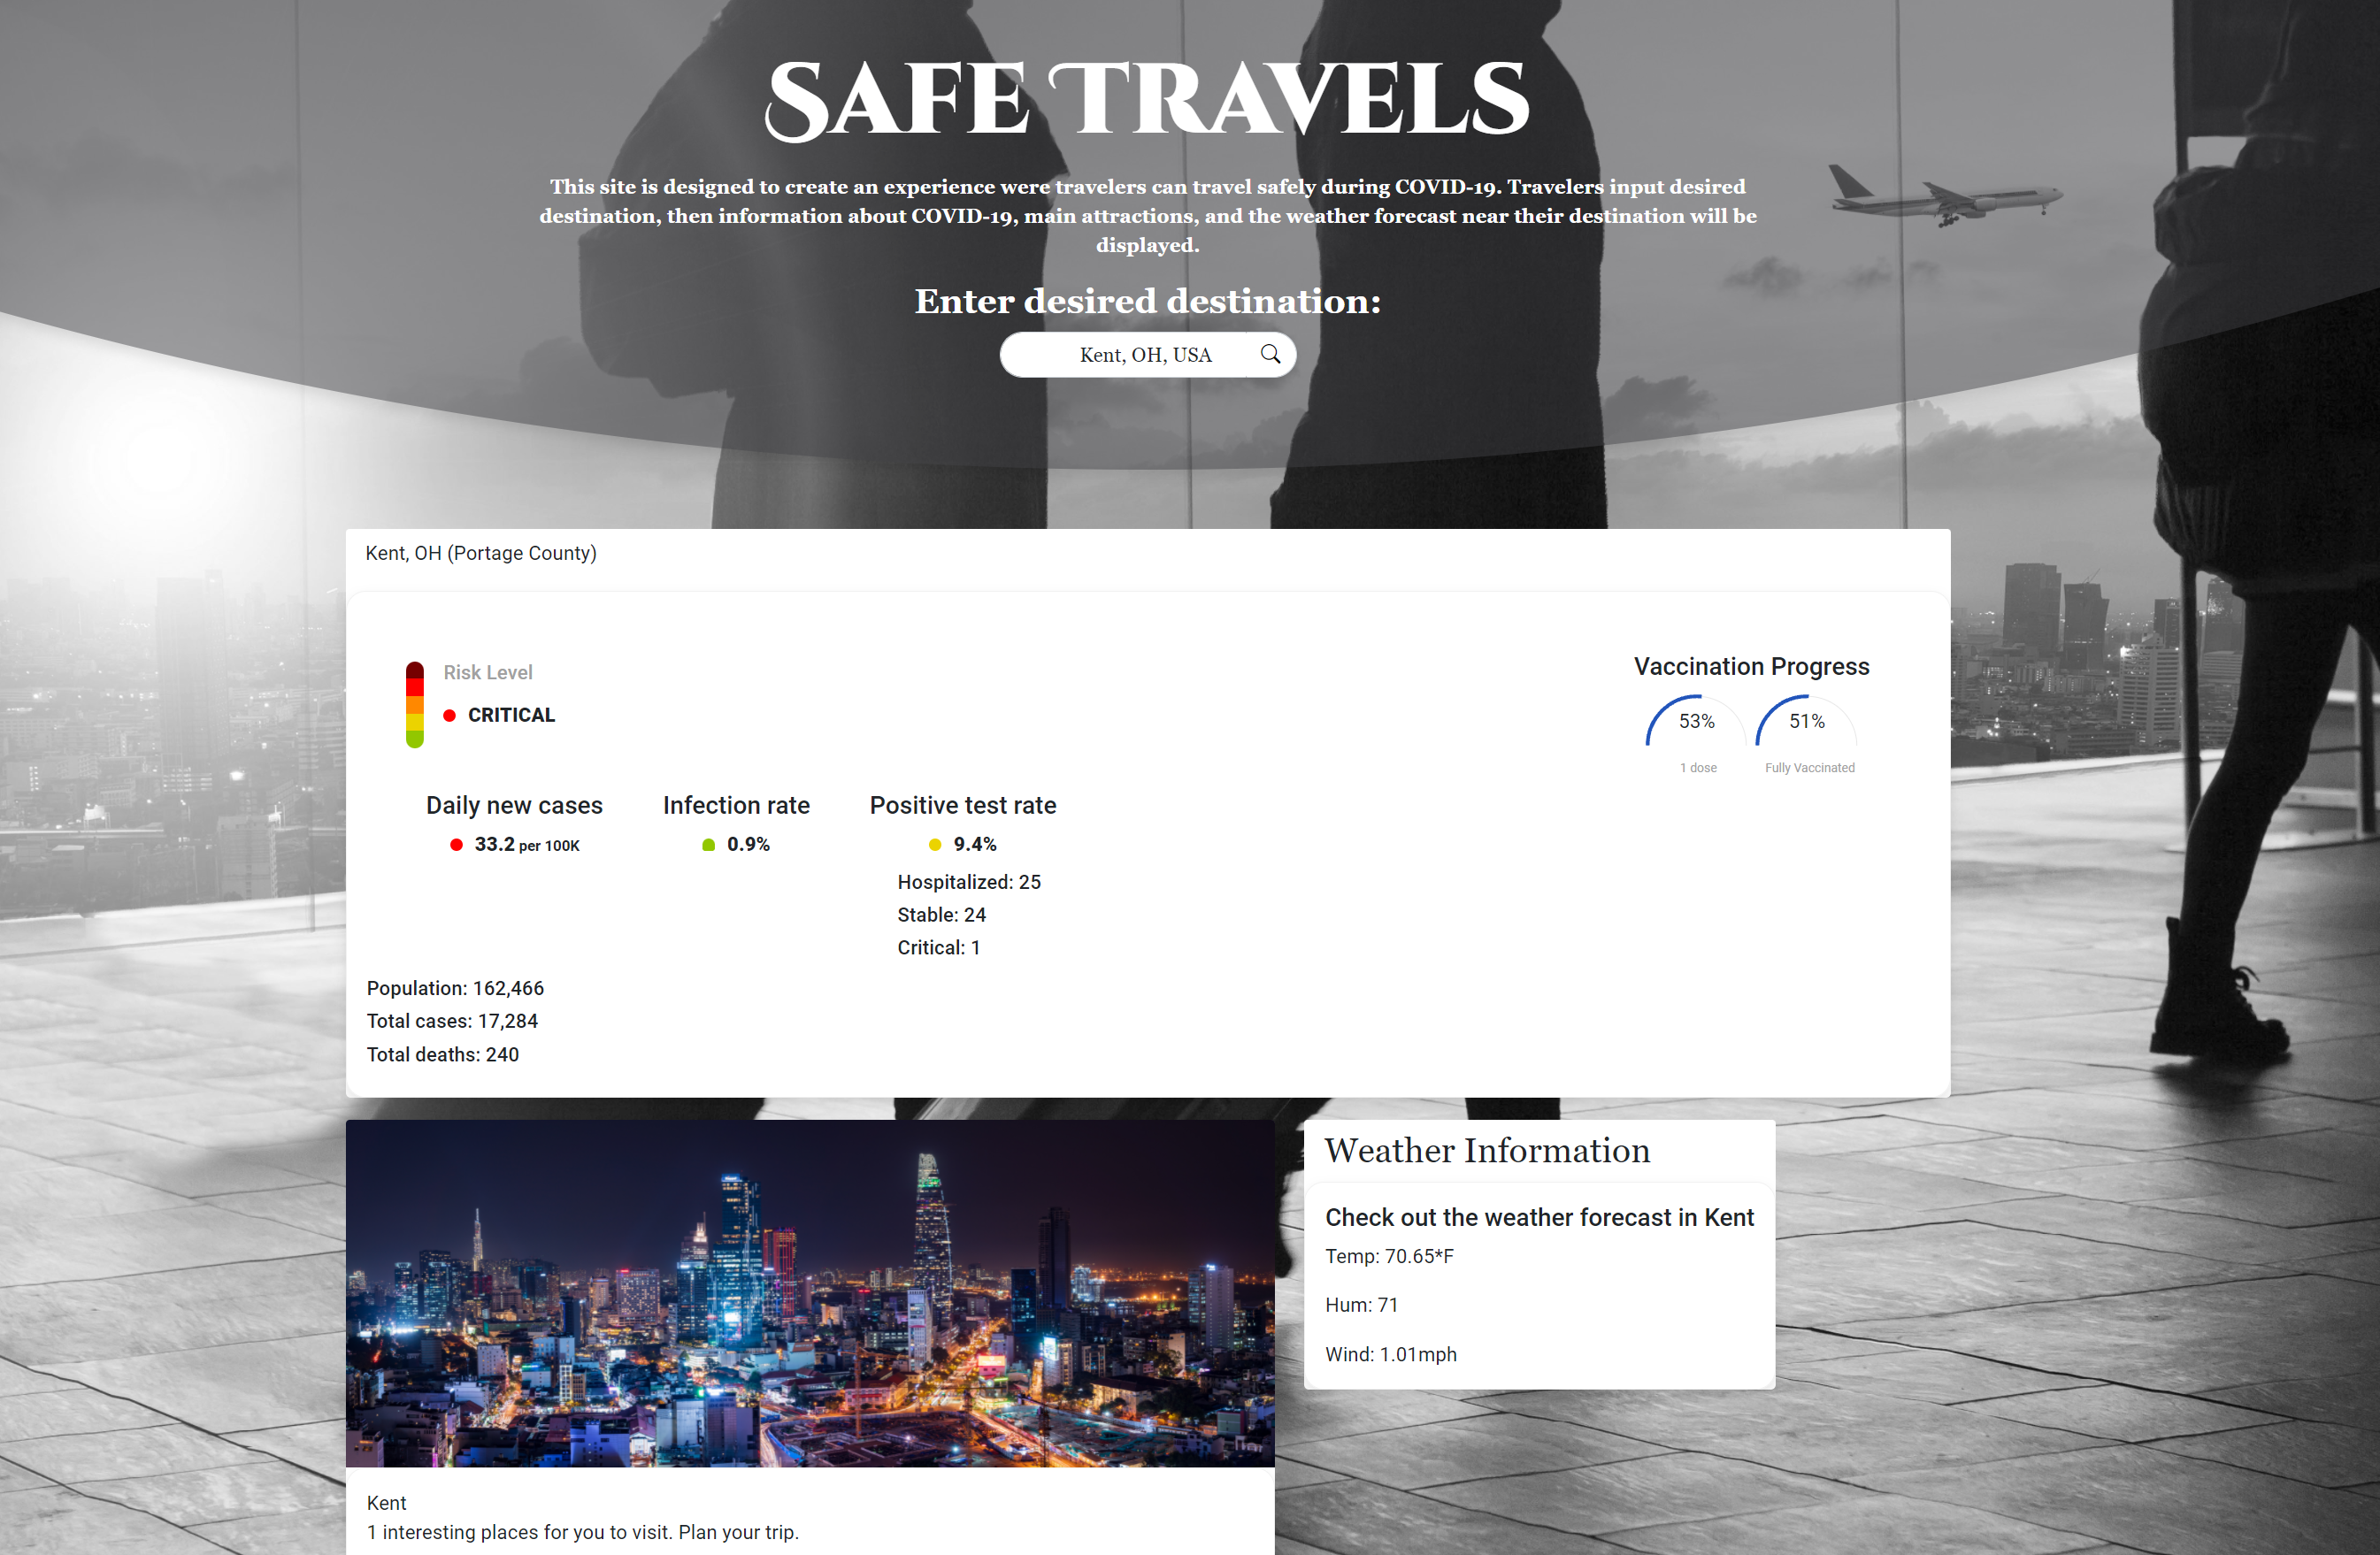 SAFE TRAVELS
This site is designed to create an experience were travelers can travel safely during COVID-19. Travelers input desired
destination, then information about COVID-19, main attractions, and the weather forecast near their destination will be
displayed.
Enter desired destination:
Kent, OH, USA
Kent, OH (Portage County)
Risk Level
CRITICAL
Vaccination Progress
53% 51%
1 dose Fully Vaccinated
Daily new cases Infection rate Positive test rate
33.2 per 100K 0.9% 9.4%
Hospitalized: 25
Stable: 24
Critical: 1
Population: 162,466
Total cases: 17,284
Total deaths: 240
Weather Information
Check out the weather forecast in Kent
Temp: 70.65*F
Hum: 71
Wind: 1.01mph
Kent
1 interesting places for you to visit. Plan your trip.